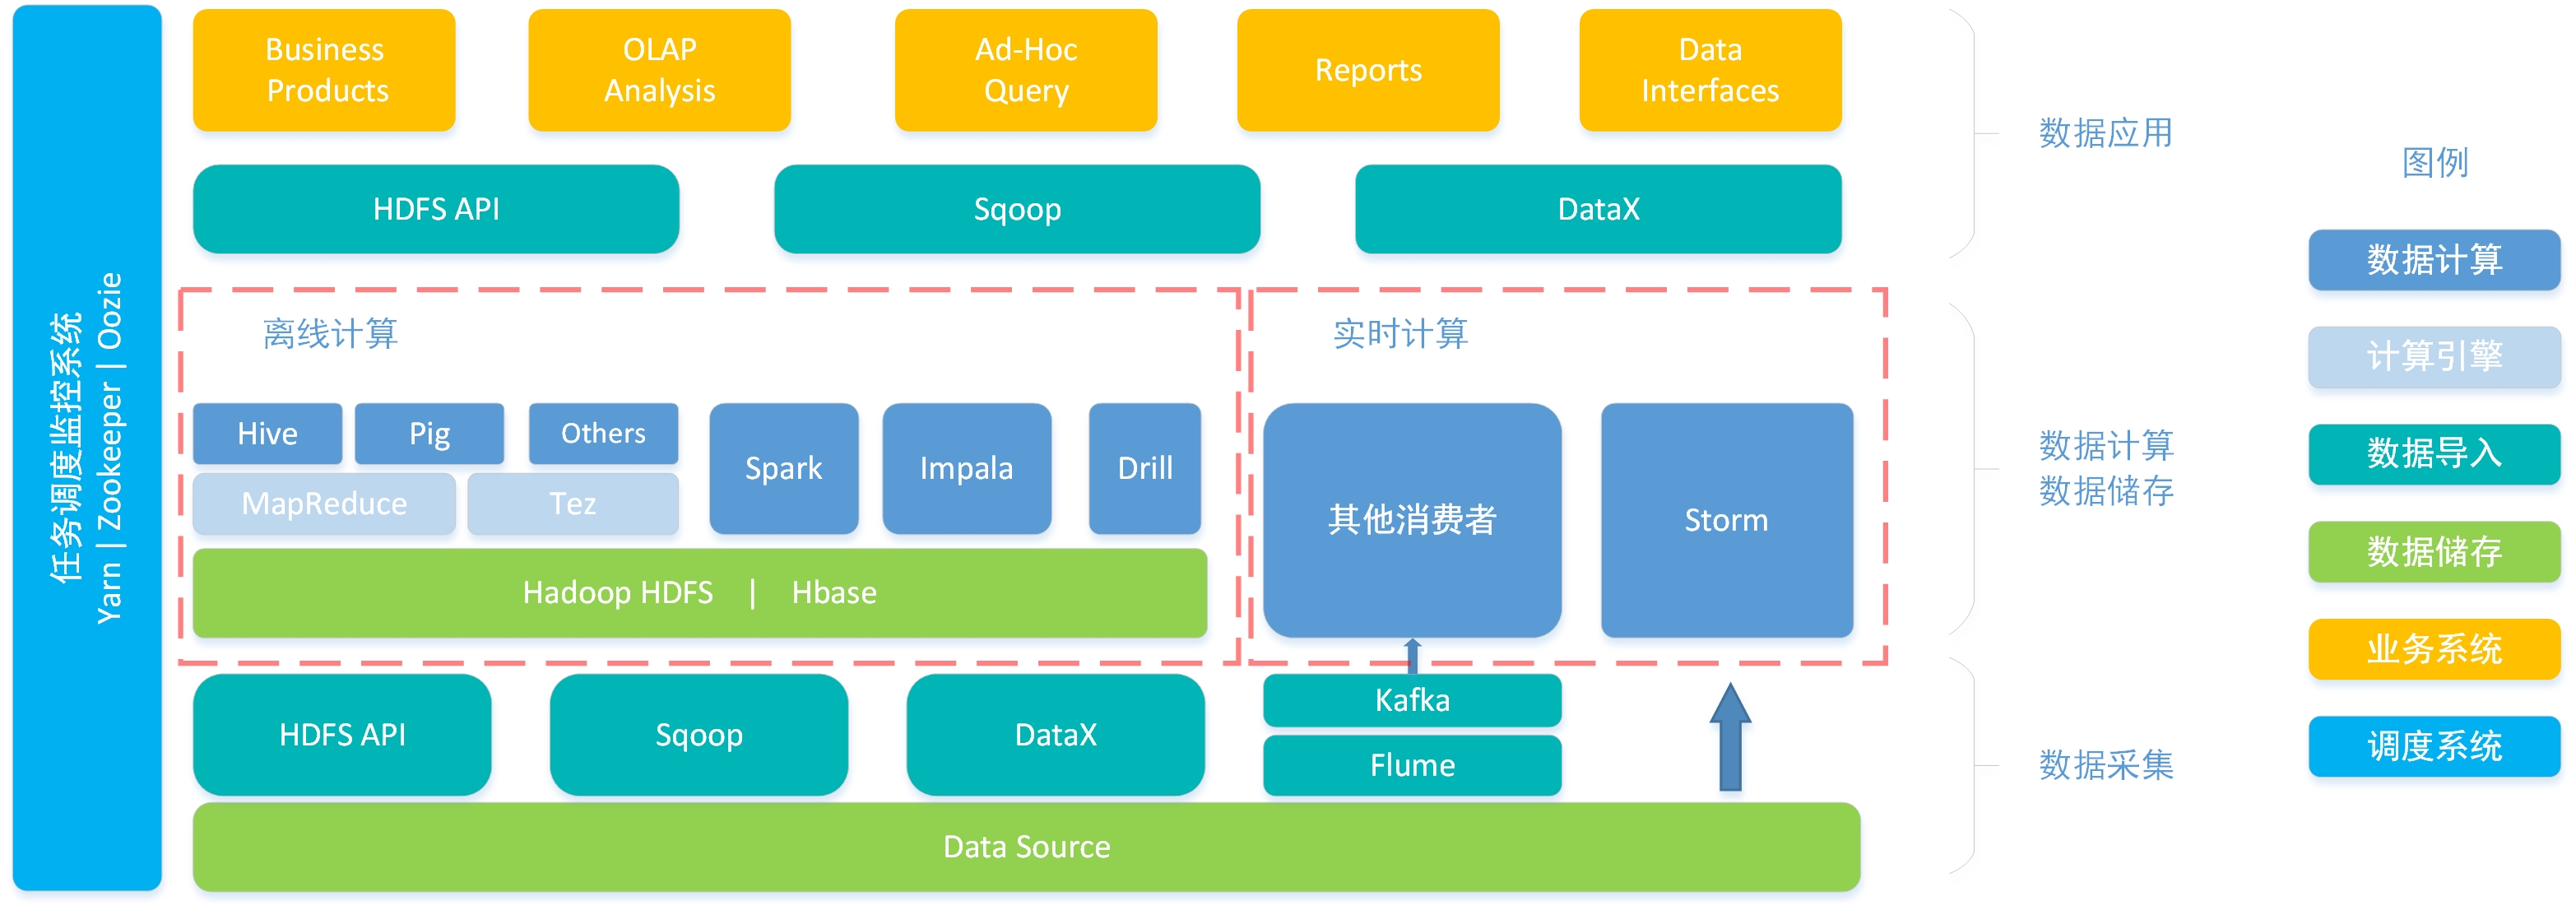 任务调度监控系统
Yarn | Zookeeper | Oozie
Business
Products
OLAP
Analysis
Ad-Hoc
Query
Reports
Data
Interfaces
HDFS API
Sqoop
DataX
数据应用
离线计算
Hive
Pig
Others
MapReduce
Tez
Spark
Impala
Drill
Hadoop HDFS | Hbase
实时计算
其他消费者
Storm
数据计算
数据储存
HDFS API
Sqoop
DataX
Kafka
Flume
Data Source
数据采集
图例
数据计算
计算引擎
数据导入
数据储存
业务系统
调度系统